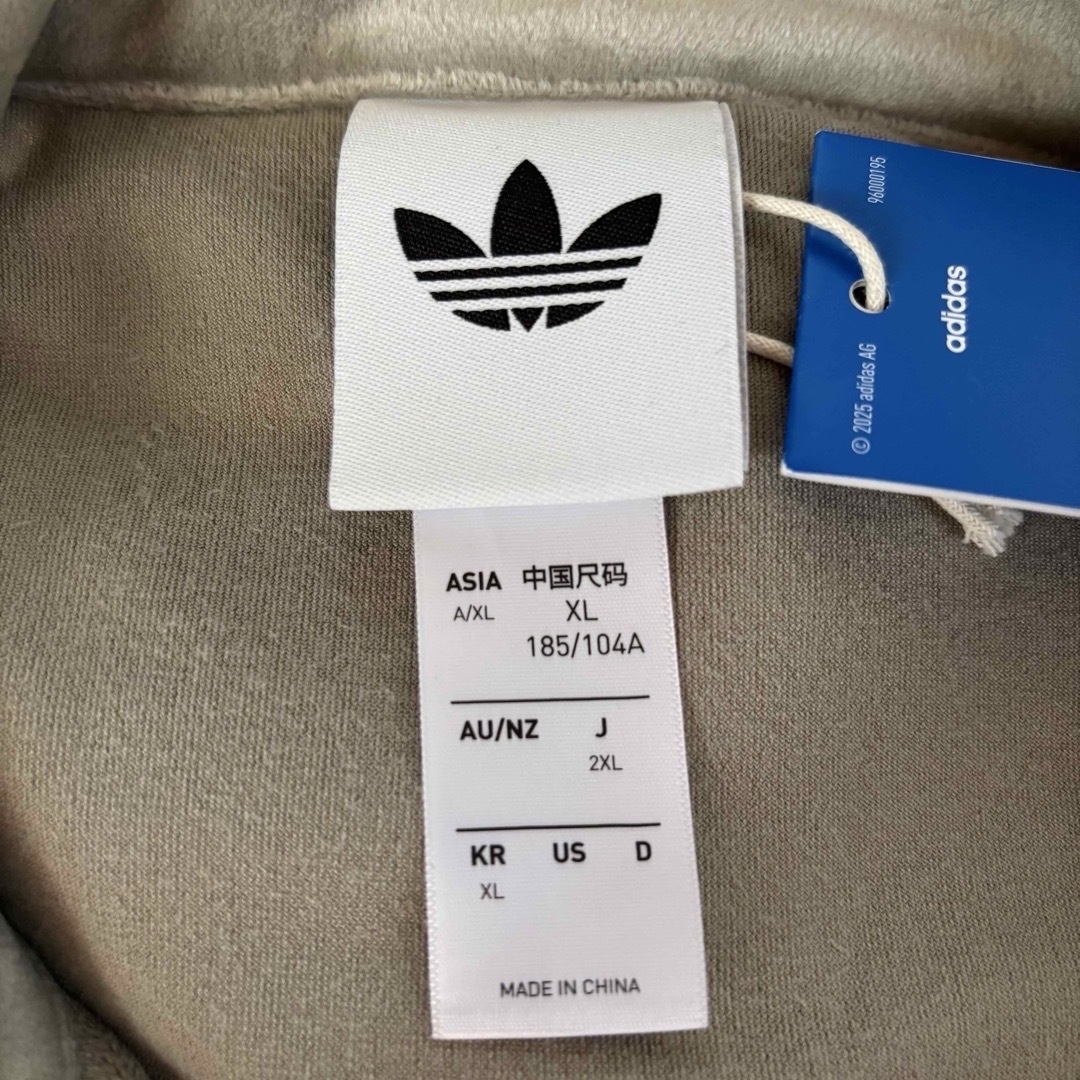 ASIA 中国尺码
A/XL XL
185/104A
AU/NZ J
2XL
KR US D
XL
MADE IN CHINA
96000195
adidas
© 2025 adidas AG